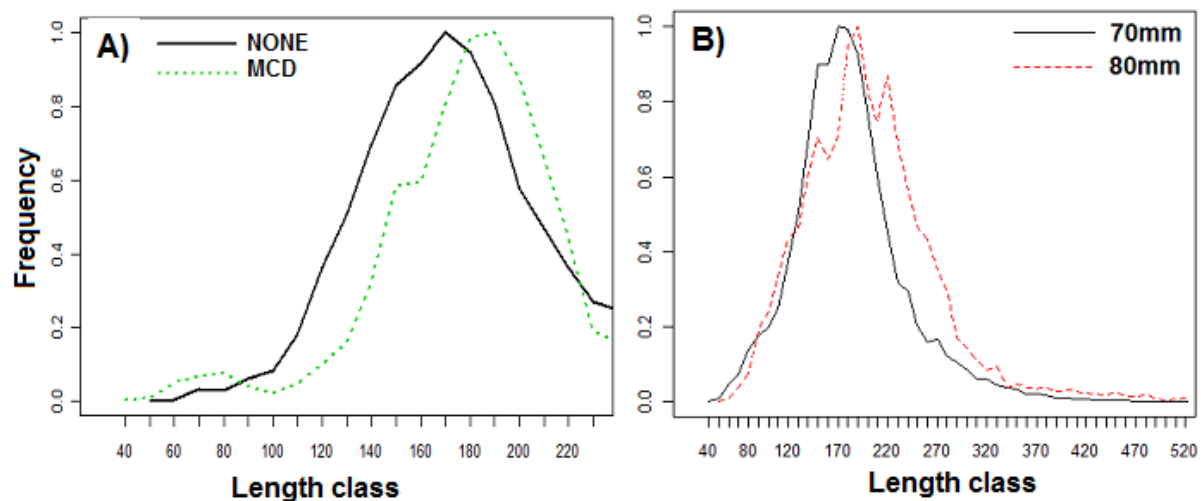 A)
NONE
MCD
Frequency
0.0 0.2 0.4 0.6 0.8 1.0
40 60 80 100 120 140 160 180 200 220
Length class
B)
70mm
80mm
0.0 0.2 0.4 0.6 0.8 1.0
40 80 120 170 220 270 320 370 420 470 520
Length class